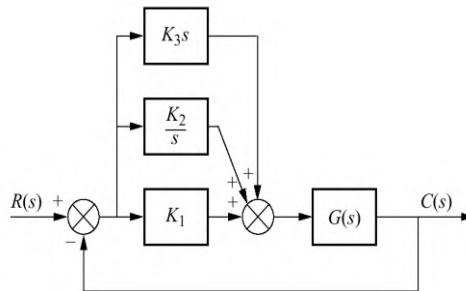 K₃s
K₂
s
R(s) + K₁ + + + G(s) C(s)
−